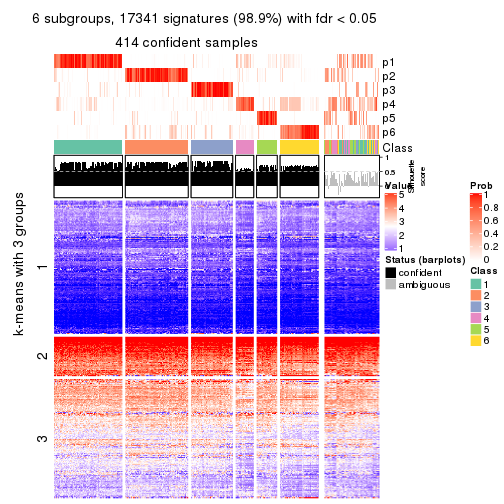 6 subgroups, 17341 signatures (98.9%) with fdr < 0.05
414 confident samples
p1
p2
p3
p4
p5
p6
Class
1
0.5
0
Silhouette
score
k-means with 3 groups
1
2
3
Value
5
4
3
2
1
Status (barplots)
confident
ambiguous
Prob
1
0.8
0.6
0.4
0.2
0
Class
1
2
3
4
5
6